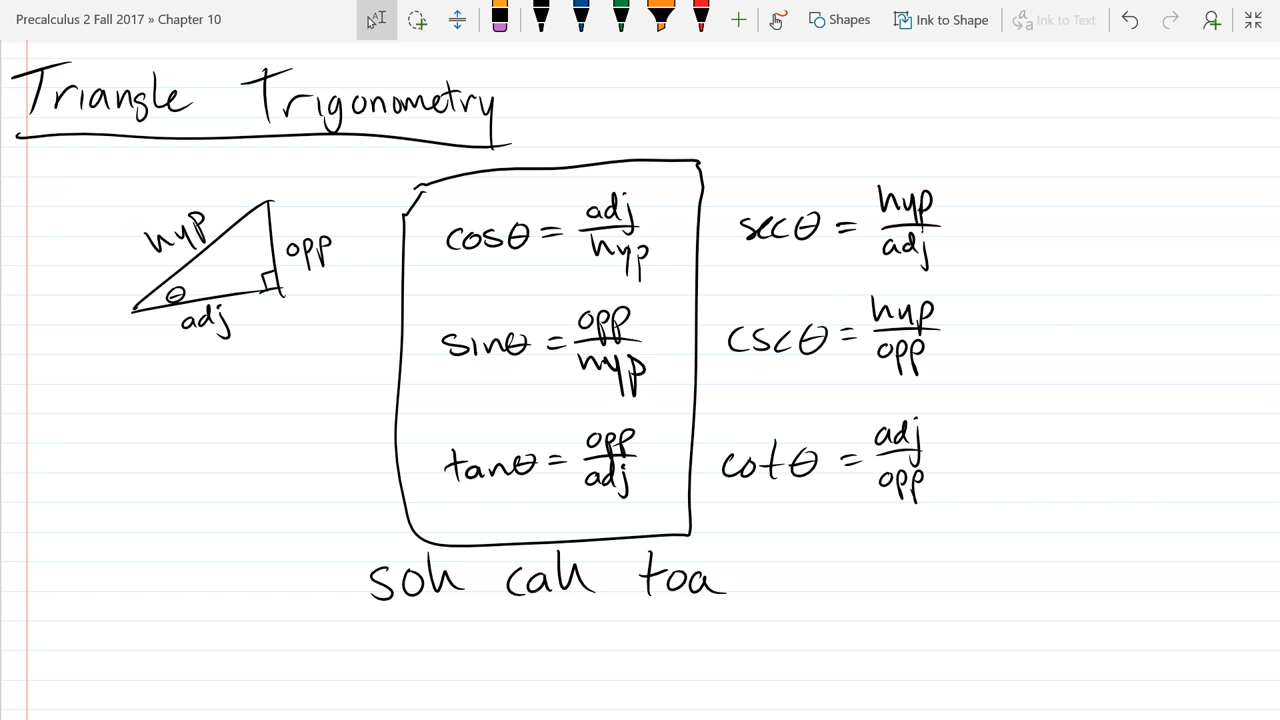 Precalculus 2 Fall 2017 » Chapter 10
Shapes
Ink to Shape
Ink to Text
Triangle Trigonometry
hyp
opp
θ
adj
cosθ = adj/hyp
secθ = hyp/adj
sinθ = opp/hyp
cscθ = hyp/opp
tanθ = opp/adj
cotθ = adj/opp
soh cah toa